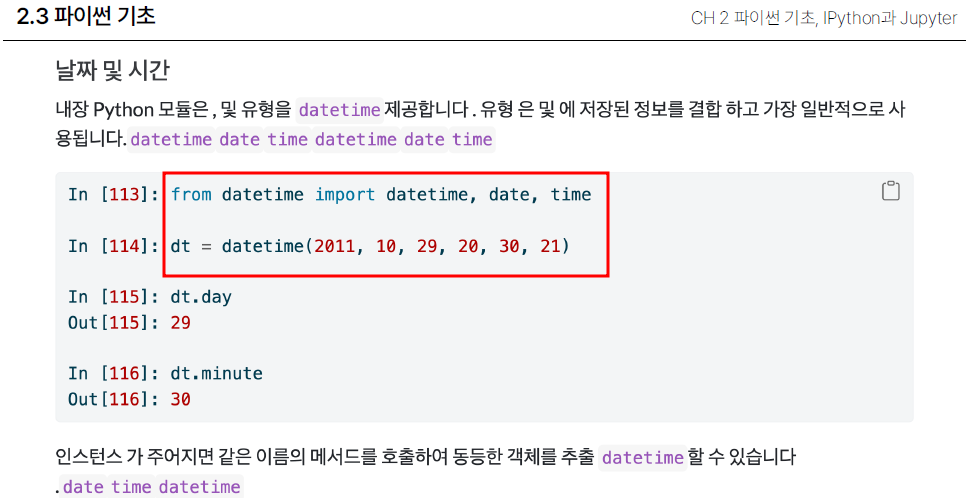 2.3 파이썬 기초
CH 2 파이썬 기초, IPython과 Jupyter
날짜 및 시간
내장 Python 모듈은 , 및 유형을 datetime 제공합니다 . 유형 은 및 에 저장된 정보를 결합 하고 가장 일반적으로 사
용됩니다. datetime date time datetime date time
In [113]: from datetime import datetime, date, time
In [114]: dt = datetime(2011, 10, 29, 20, 30, 21)
In [115]: dt.day
Out[115]: 29
In [116]: dt.minute
Out[116]: 30
인스턴스 가 주어지면 같은 이름의 메서드를 호출하여 동등한 객체를 추출 datetime 할 수 있습니다
. date time datetime